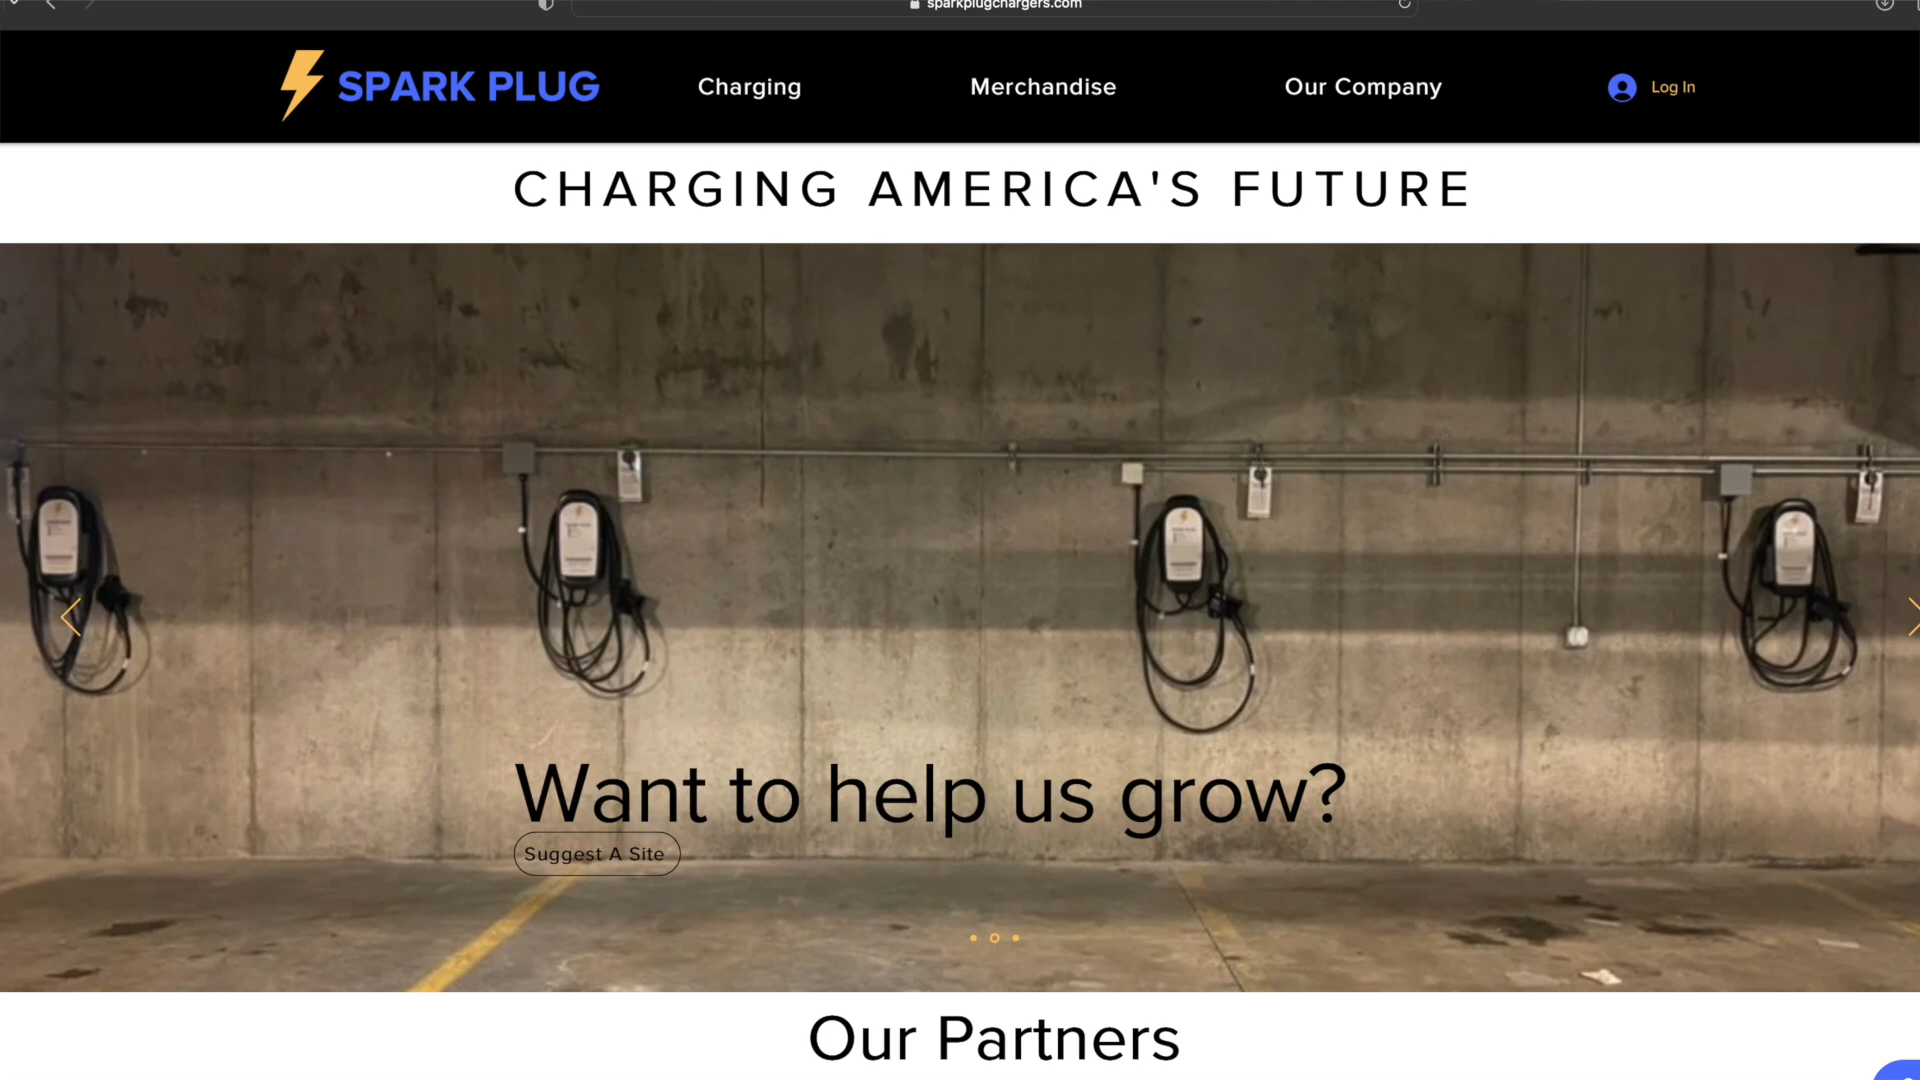 sparkplugchargers.com
SPARK PLUG
Charging
Merchandise
Our Company
Log In
CHARGING AMERICA'S FUTURE
Want to help us grow?
Suggest A Site
Our Partners